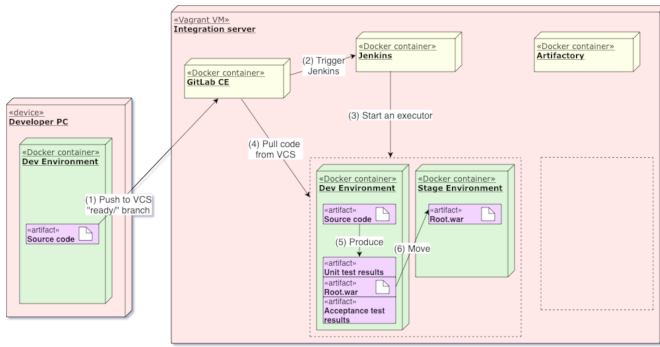 «Vagrant VM»
Integration server
«Docker container»
GitLab CE
(2) Trigger
Jenkins
«Docker container»
Jenkins
«Docker container»
Artifactory
«device»
Developer PC
«Docker container»
Dev Environment
«artifact»
Source code
(1) Push to VCS
"ready/" branch
(3) Start an executor
(4) Pull code
from VCS
«Docker container»
Dev Environment
«artifact»
Source code
(5) Produce
«artifact»
Unit test results
«artifact»
Root.war
«artifact»
Acceptance test
results
(6) Move
«Docker container»
Stage Environment
«artifact»
Root.war